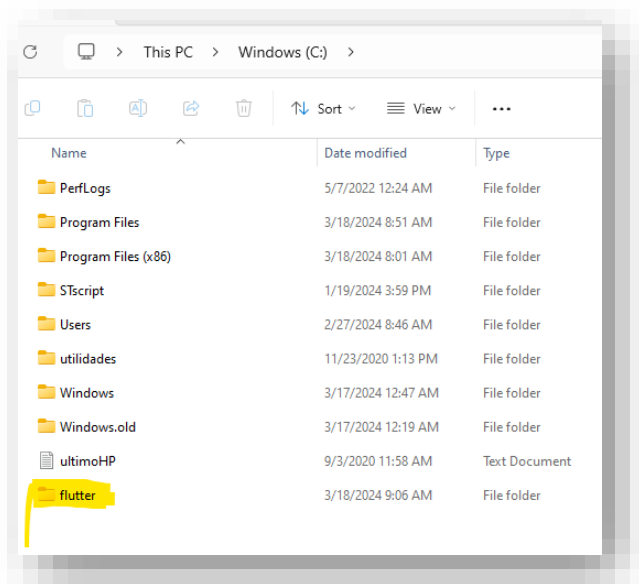 This PC > Windows (C:) >
Sort View ...
Name Date modified Type
PerfLogs 5/7/2022 12:24 AM File folder
Program Files 3/18/2024 8:51 AM File folder
Program Files (x86) 3/18/2024 8:01 AM File folder
STscript 1/19/2024 3:59 PM File folder
Users 2/27/2024 8:46 AM File folder
utilidades 11/23/2020 1:13 PM File folder
Windows 3/17/2024 12:47 AM File folder
Windows.old 3/17/2024 12:19 AM File folder
ultimoHP 9/3/2020 11:58 AM Text Document
flutter 3/18/2024 9:06 AM File folder